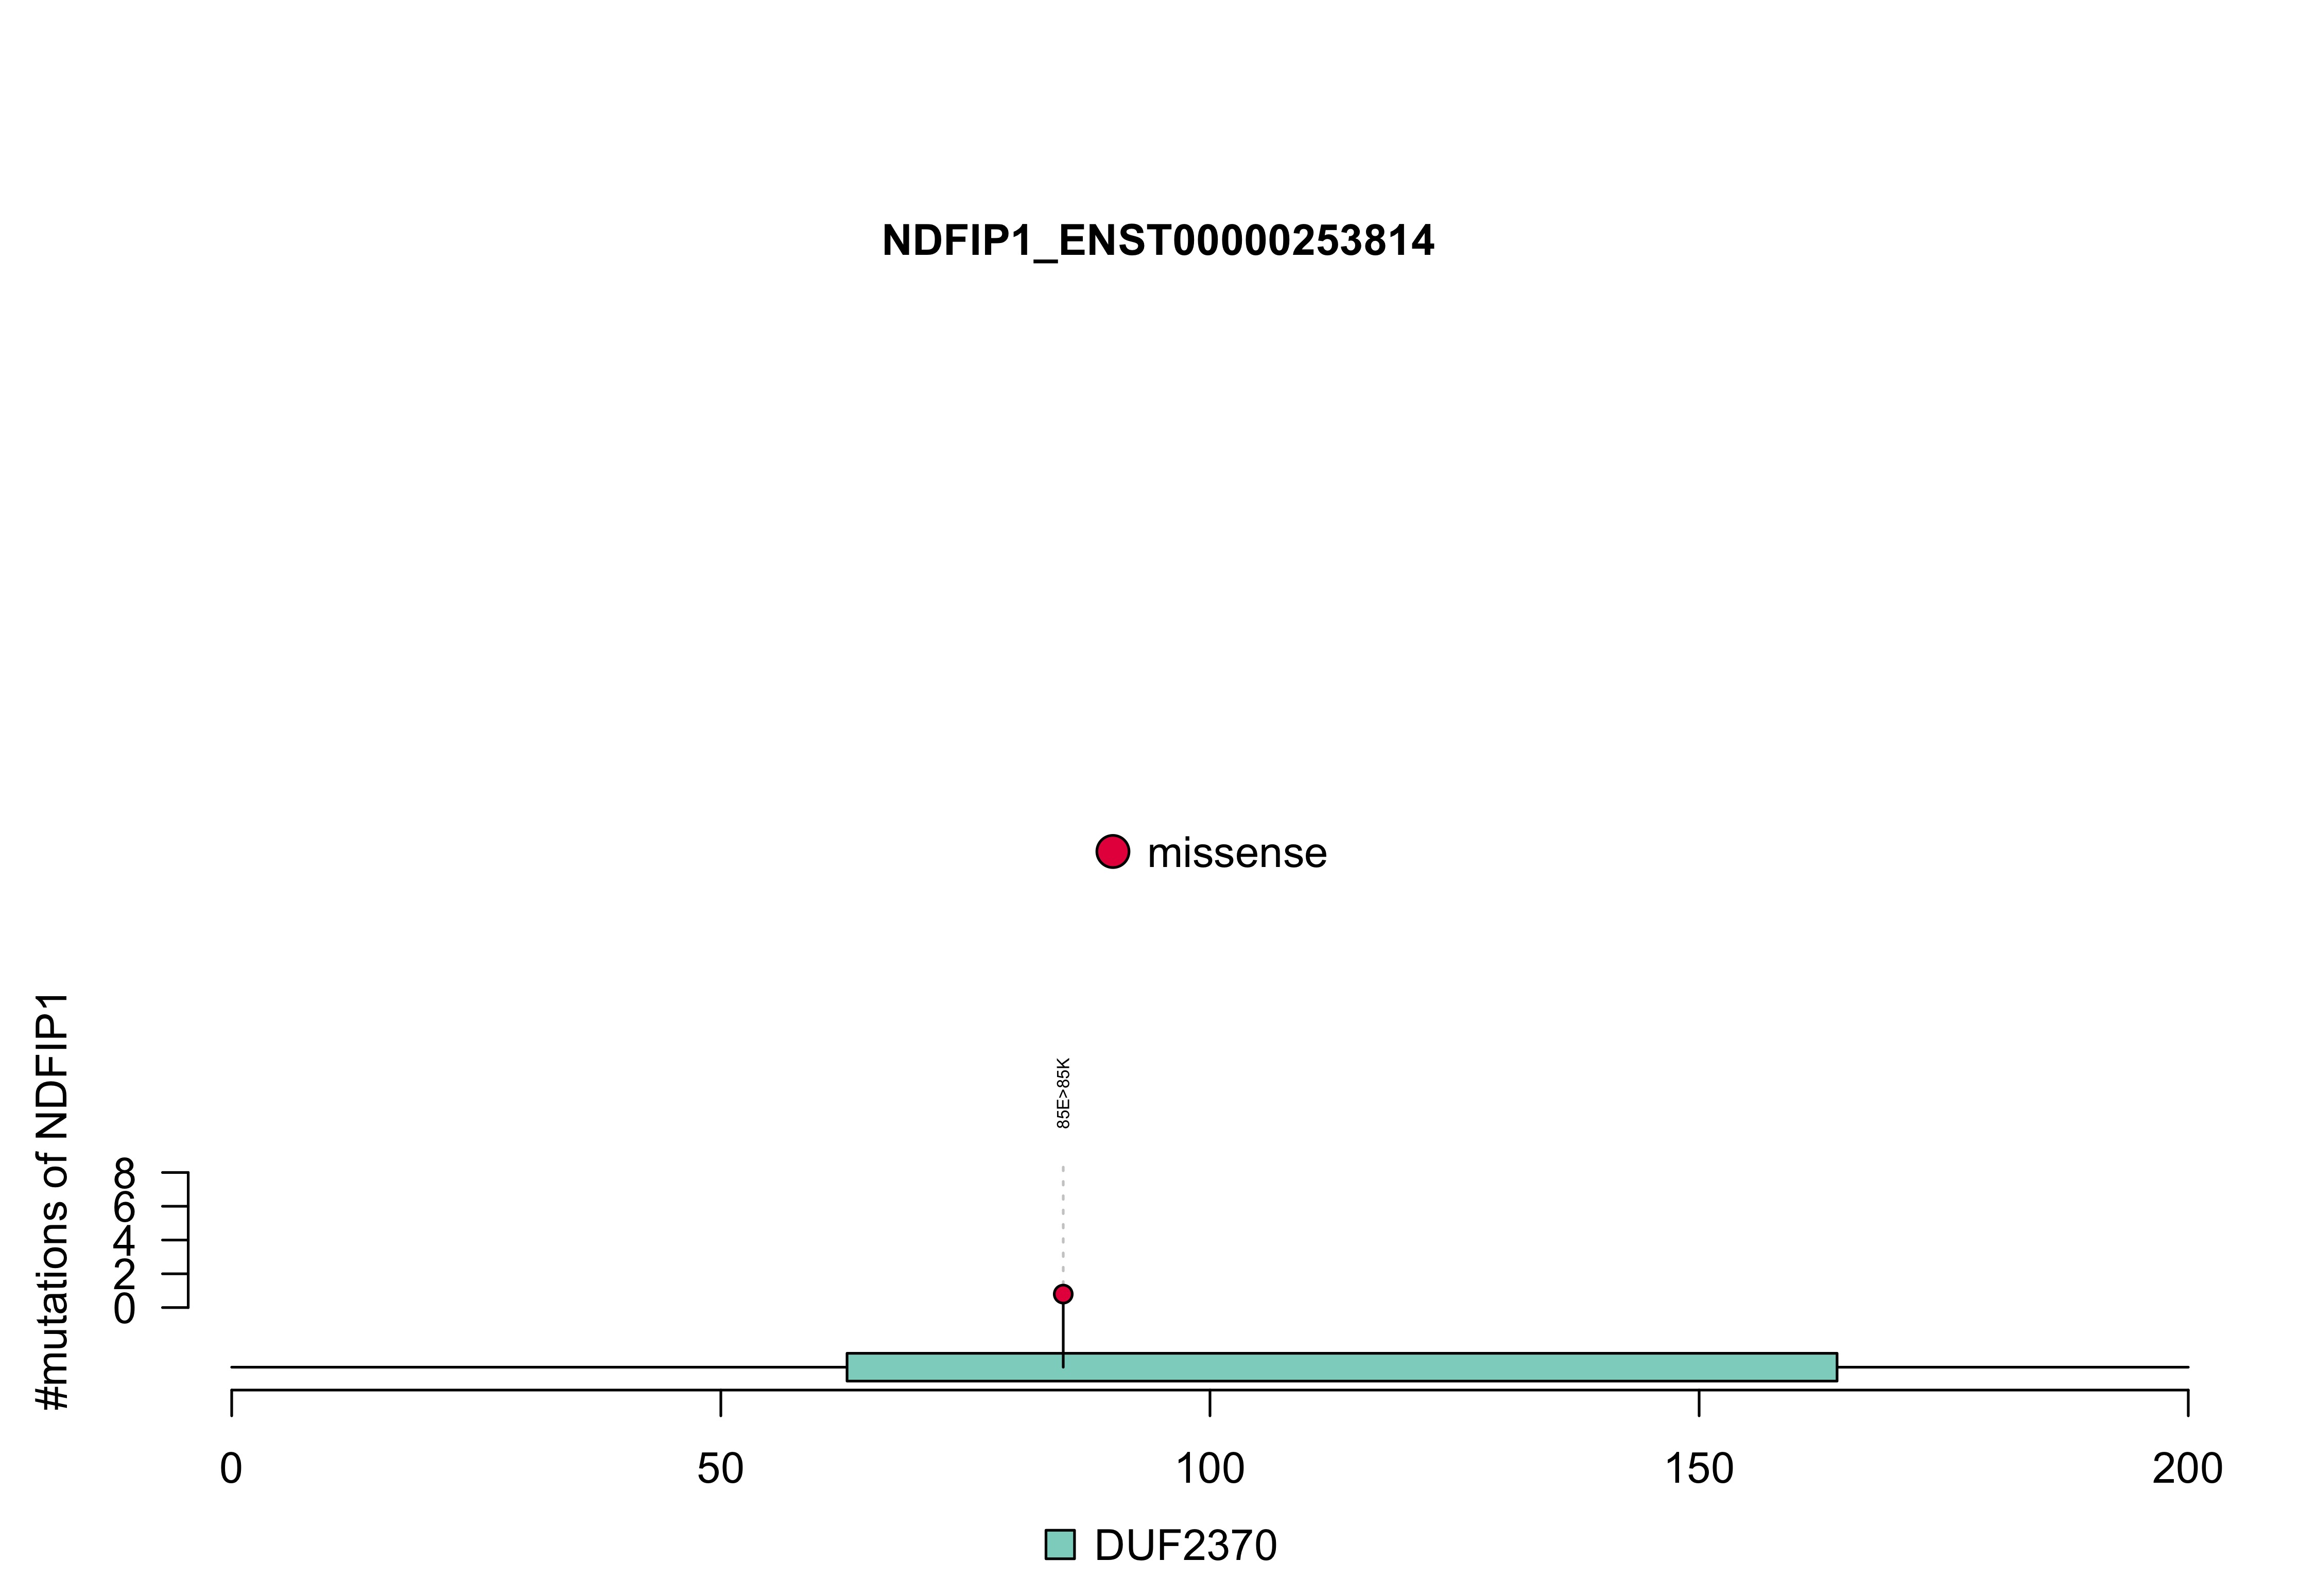 NDFIP1_ENST00000253814
missense
#mutations of NDFIP1
85E>85K
8
6
4
2
0
0 50 100 150 200
DUF2370